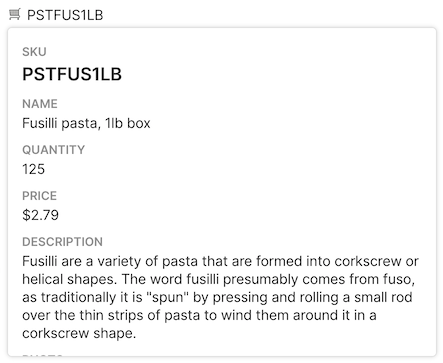 PSTFUS1LB
SKU
PSTFUS1LB
NAME
Fusilli pasta, 1lb box
QUANTITY
125
PRICE
$2.79
DESCRIPTION
Fusilli are a variety of pasta that are formed into corkscrew or
helical shapes. The word fusilli presumably comes from fuso,
as traditionally it is "spun" by pressing and rolling a small rod
over the thin strips of pasta to wind them around it in a
corkscrew shape.